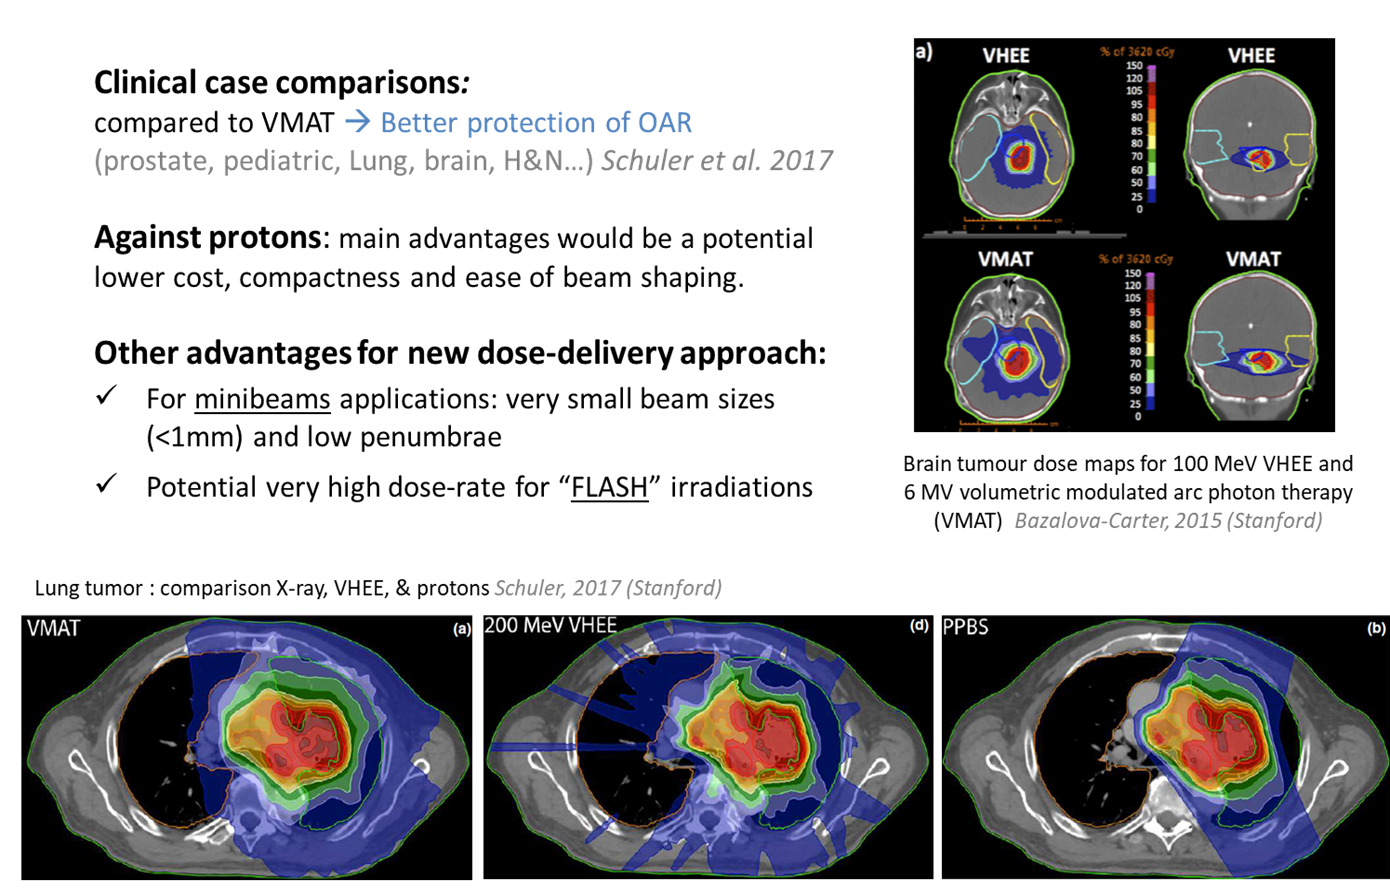 Clinical case comparisons:
compared to VMAT → Better protection of OAR
(prostate, pediatric, Lung, brain, H&N...) Schuler et al. 2017
Against protons: main advantages would be a potential
lower cost, compactness and ease of beam shaping.
Other advantages for new dose-delivery approach:
✓ For minibeams applications: very small beam sizes
(<1mm) and low penumbrae
✓ Potential very high dose-rate for “FLASH” irradiations
a)
VHEE
% of 3620 cGy
VHEE
150
120
105
95
90
85
80
70
60
50
25
0
VMAT
% of 3620 cGy
VMAT
150
120
105
95
85
85
80
70
60
50
25
0
Brain tumour dose maps for 100 MeV VHEE and
6 MV volumetric modulated arc photon therapy
(VMAT) Bazalova-Carter, 2015 (Stanford)
Lung tumor : comparison X-ray, VHEE, & protons Schuler, 2017 (Stanford)
VMAT (a)
200 MeV VHEE (d)
PPBS (b)